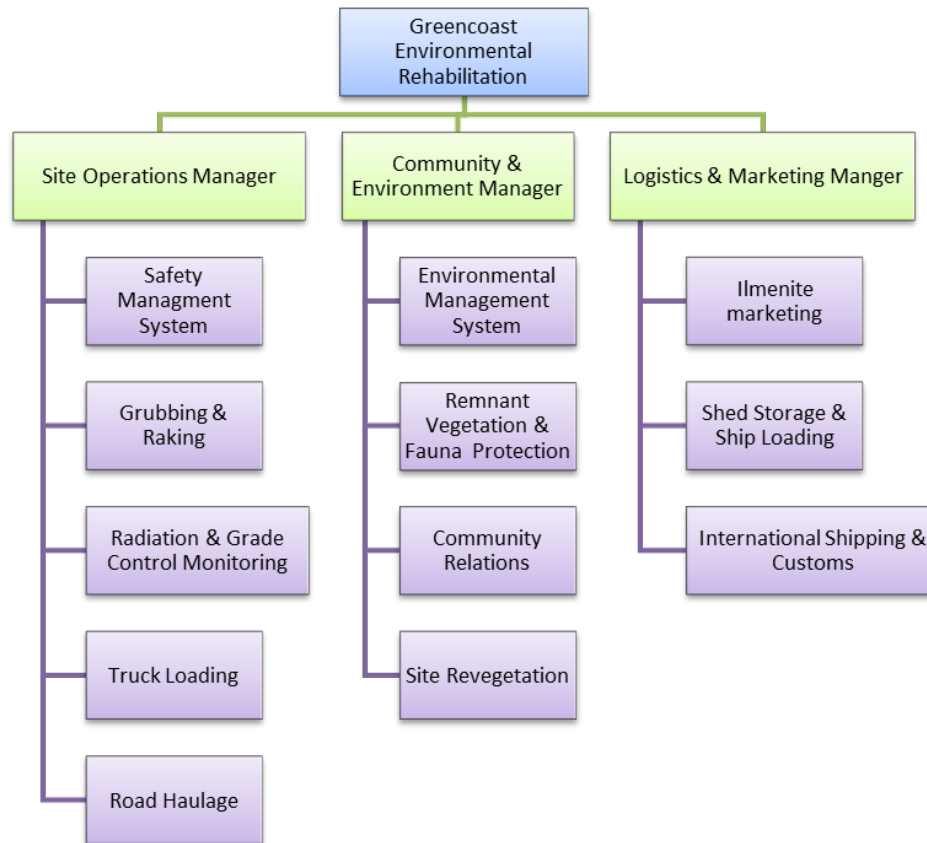 Greencoast
Environmental
Rehabilitation
Site Operations Manager
Community &
Environment Manager
Logistics & Marketing Manger
Safety
Managment
System
Grubbing &
Raking
Radiation & Grade
Control Monitoring
Truck Loading
Road Haulage
Environmental
Management
System
Remnant
Vegetation &
Fauna Protection
Community
Relations
Site Revegetation
Ilmenite
marketing
Shed Storage &
Ship Loading
International Shipping &
Customs